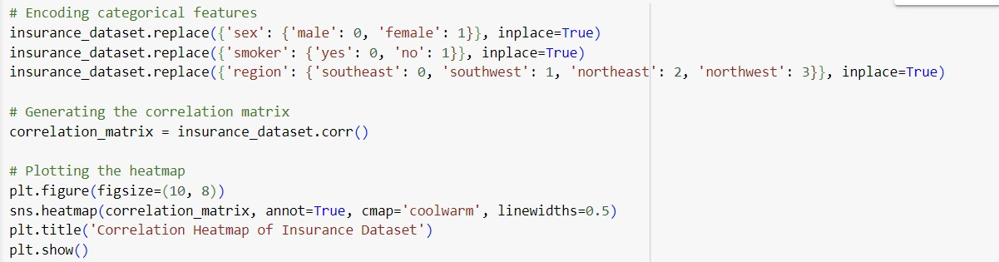 # Encoding categorical features
insurance_dataset.replace({'sex': {'male': 0, 'female': 1}}, inplace=True)
insurance_dataset.replace({'smoker': {'yes': 0, 'no': 1}}, inplace=True)
insurance_dataset.replace({'region': {'southeast': 0, 'southwest': 1, 'northeast': 2, 'northwest': 3}}, inplace=True)
# Generating the correlation matrix
correlation_matrix = insurance_dataset.corr()
# Plotting the heatmap
plt.figure(figsize=(10, 8))
sns.heatmap(correlation_matrix, annot=True, cmap='coolwarm', linewidths=0.5)
plt.title('Correlation Heatmap of Insurance Dataset')
plt.show()